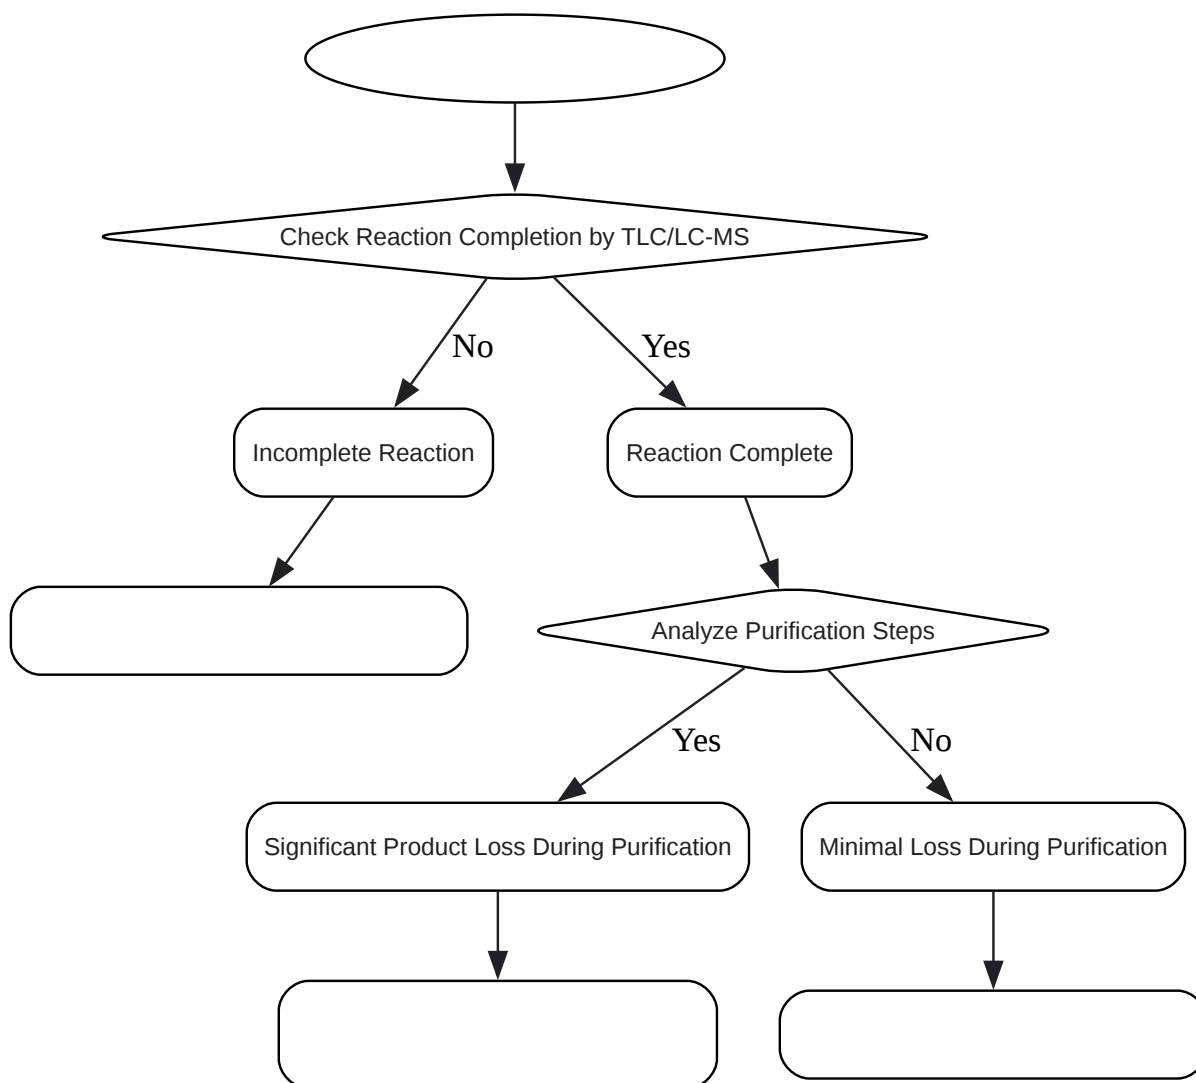 Check Reaction Completion by TLC/LC-MS
No
Yes
Incomplete Reaction
Reaction Complete
Analyze Purification Steps
Yes
No
Significant Product Loss During Purification
Minimal Loss During Purification